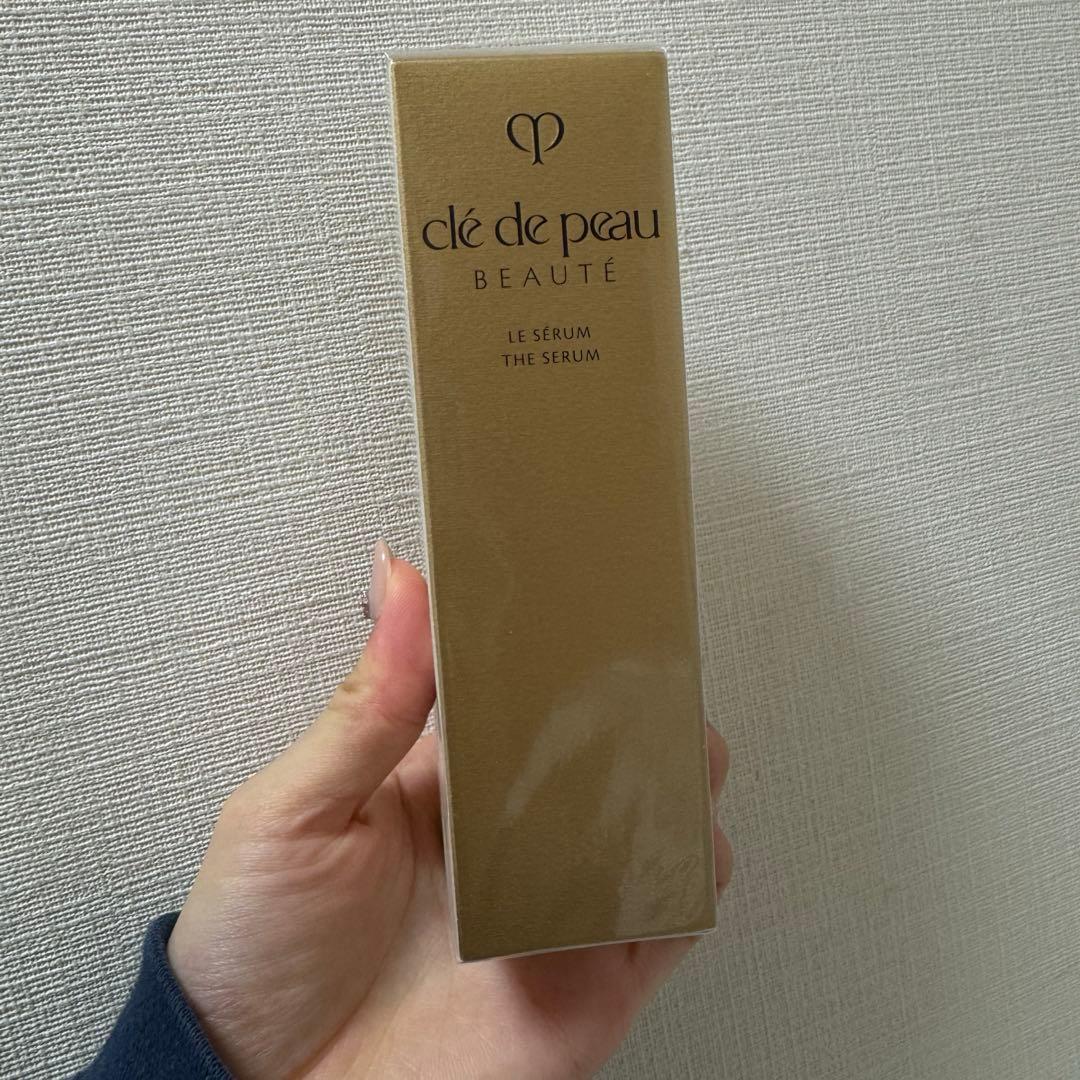 clé de peau
BEAUTÉ
LE SÉRUM
THE SERUM